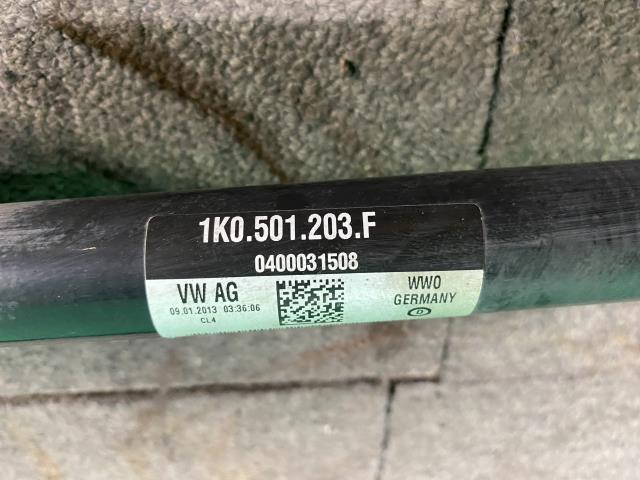 1K0.501.203.F
0400031508
VW AG
09.01.2013 03:36:06
CL4
WWO
GERMANY
D